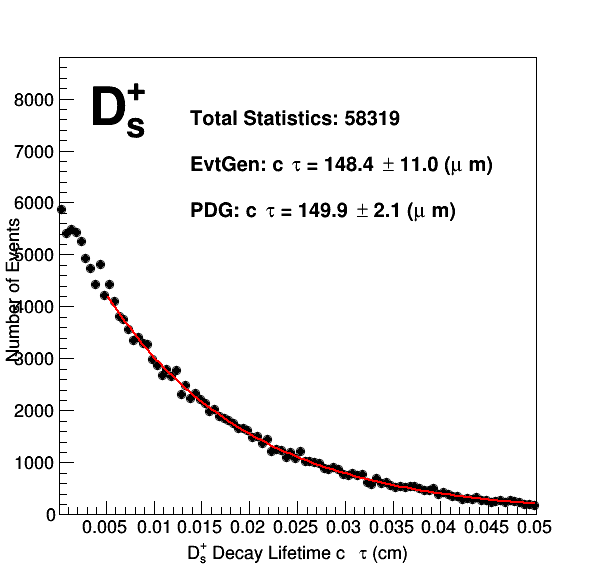 D_s^+
Total Statistics: 58319
EvtGen: c τ = 148.4 ± 11.0 (μ m)
PDG: c τ = 149.9 ± 2.1 (μ m)
Number of Events
8000
7000
6000
5000
4000
3000
2000
1000
0
0.005 0.01 0.015 0.02 0.025 0.03 0.035 0.04 0.045 0.05
D_s^+ Decay Lifetime c τ (cm)